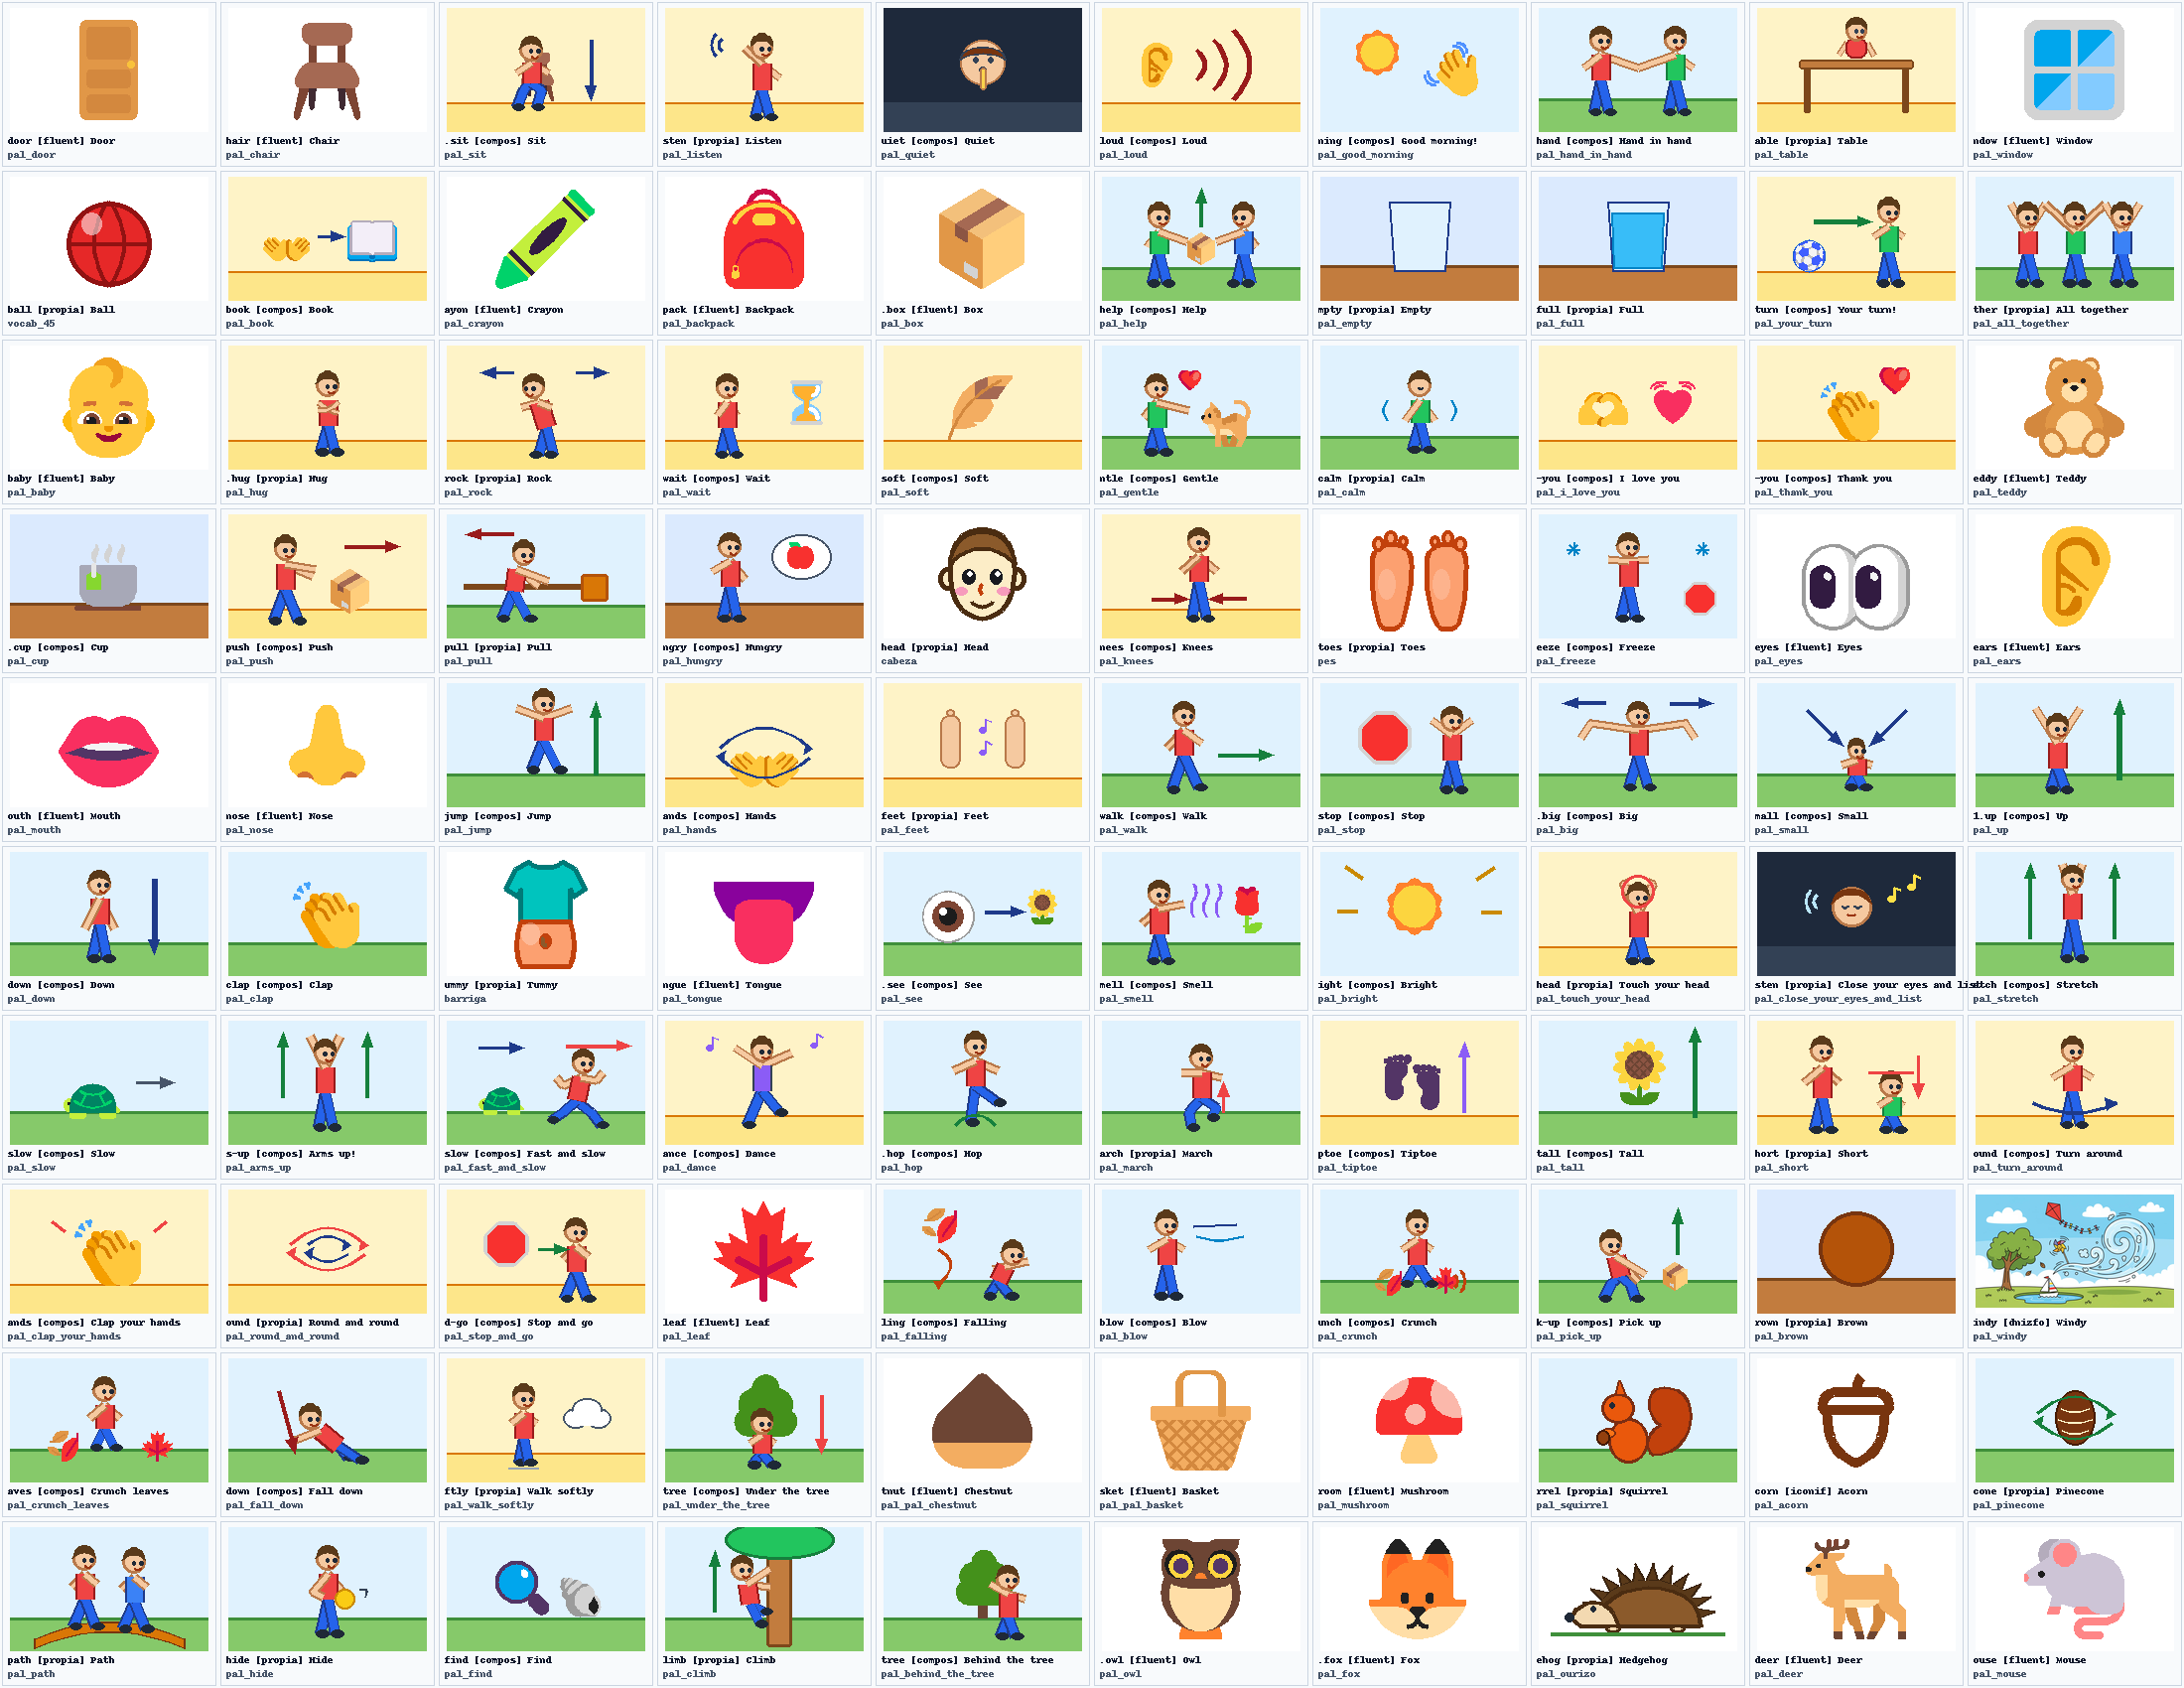 door [fluent] Door
pal_door
hair [fluent] Chair
pal_chair
.sit [compos] Sit
pal_sit
sten [propia] Listen
pal_listen
uiet [compos] Quiet
pal_quiet
loud [compos] Loud
pal_loud
ning [compos] Good morning!
pal_good_morning
hand [compos] Hand in hand
pal_hand_in_hand
able [propia] Table
pal_table
ndow [fluent] Window
pal_window
ball [propia] Ball
vocab_45
book [compos] Book
pal_book
ayon [fluent] Crayon
pal_crayon
pack [fluent] Backpack
pal_backpack
.box [fluent] Box
pal_box
help [compos] Help
pal_help
mpty [propia] Empty
pal_empty
full [propia] Full
pal_full
turn [compos] Your turn!
pal_your_turn
ther [propia] All together
pal_all_together
baby [fluent] Baby
pal_baby
.hug [propia] Hug
pal_hug
rock [propia] Rock
pal_rock
wait [compos] Wait
pal_wait
soft [compos] Soft
pal_soft
ntle [compos] Gentle
pal_gentle
calm [propia] Calm
pal_calm
-you [compos] I love you
pal_i_love_you
-you [compos] Thank you
pal_thank_you
eddy [fluent] Teddy
pal_teddy
.cup [compos] Cup
pal_cup
push [compos] Push
pal_push
pull [propia] Pull
pal_pull
ngry [compos] Hungry
pal_hungry
head [propia] Head
cabeza
nees [compos] Knees
pal_knees
toes [propia] Toes
pes
eeze [compos] Freeze
pal_freeze
eyes [fluent] Eyes
pal_eyes
ears [fluent] Ears
pal_ears
outh [fluent] Mouth
pal_mouth
nose [fluent] Nose
pal_nose
jump [compos] Jump
pal_jump
ands [compos] Hands
pal_hands
feet [propia] Feet
pal_feet
walk [compos] Walk
pal_walk
stop [compos] Stop
pal_stop
.big [compos] Big
pal_big
mall [compos] Small
pal_small
1.up [compos] Up
pal_up
down [compos] Down
pal_down
clap [compos] Clap
pal_clap
ummy [propia] Tummy
barriga
ngue [fluent] Tongue
pal_tongue
.see [compos] See
pal_see
mell [compos] Smell
pal_smell
ight [compos] Bright
pal_bright
head [propia] Touch your head
pal_touch_your_head
sten [propia] Close your eyes and list
pal_close_your_eyes_and_list
etch [compos] Stretch
pal_stretch
slow [compos] Slow
pal_slow
s-up [compos] Arms up!
pal_arms_up
slow [compos] Fast and slow
pal_fast_and_slow
ance [compos] Dance
pal_dance
.hop [compos] Hop
pal_hop
arch [propia] March
pal_march
ptoe [compos] Tiptoe
pal_tiptoe
tall [compos] Tall
pal_tall
hort [propia] Short
pal_short
ound [compos] Turn around
pal_turn_around
ands [compos] Clap your hands
pal_clap_your_hands
ound [propia] Round and round
pal_round_and_round
d-go [compos] Stop and go
pal_stop_and_go
leaf [fluent] Leaf
pal_leaf
ling [compos] Falling
pal_falling
blow [compos] Blow
pal_blow
unch [compos] Crunch
pal_crunch
k-up [compos] Pick up
pal_pick_up
rown [propia] Brown
pal_brown
indy [dnizfo] Windy
pal_windy
aves [compos] Crunch leaves
pal_crunch_leaves
down [compos] Fall down
pal_fall_down
ftly [propia] Walk softly
pal_walk_softly
tree [compos] Under the tree
pal_under_the_tree
tnut [fluent] Chestnut
pal_pal_chestnut
sket [fluent] Basket
pal_pal_basket
room [fluent] Mushroom
pal_mushroom
rrel [propia] Squirrel
pal_squirrel
corn [iconif] Acorn
pal_acorn
cone [propia] Pinecone
pal_pinecone
path [propia] Path
pal_path
hide [propia] Hide
pal_hide
find [compos] Find
pal_find
limb [propia] Climb
pal_climb
tree [compos] Behind the tree
pal_behind_the_tree
.owl [fluent] Owl
pal_owl
.fox [fluent] Fox
pal_fox
ehog [propia] Hedgehog
pal_ourizo
deer [fluent] Deer
pal_deer
ouse [fluent] Mouse
pal_mouse